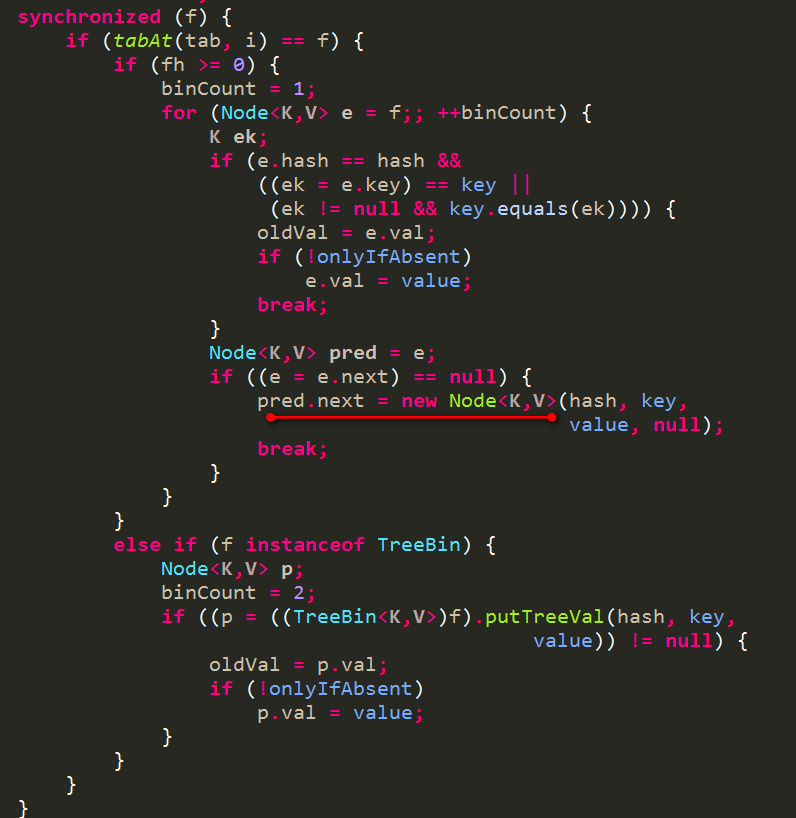 synchronized (f) {
    if (tabAt(tab, i) == f) {
        if (fh >= 0) {
            binCount = 1;
            for (Node<K,V> e = f;; ++binCount) {
                K ek;
                if (e.hash == hash &&
                    ((ek = e.key) == key ||
                     (ek != null && key.equals(ek)))) {
                    oldVal = e.val;
                    if (!onlyIfAbsent)
                        e.val = value;
                    break;
                }
                Node<K,V> pred = e;
                if ((e = e.next) == null) {
                    pred.next = new Node<K,V>(hash, key,
                                              value, null);
                    break;
                }
            }
        }
        else if (f instanceof TreeBin) {
            Node<K,V> p;
            binCount = 2;
            if ((p = ((TreeBin<K,V>)f).putTreeVal(hash, key,
                                           value)) != null) {
                oldVal = p.val;
                if (!onlyIfAbsent)
                    p.val = value;
            }
        }
    }
}